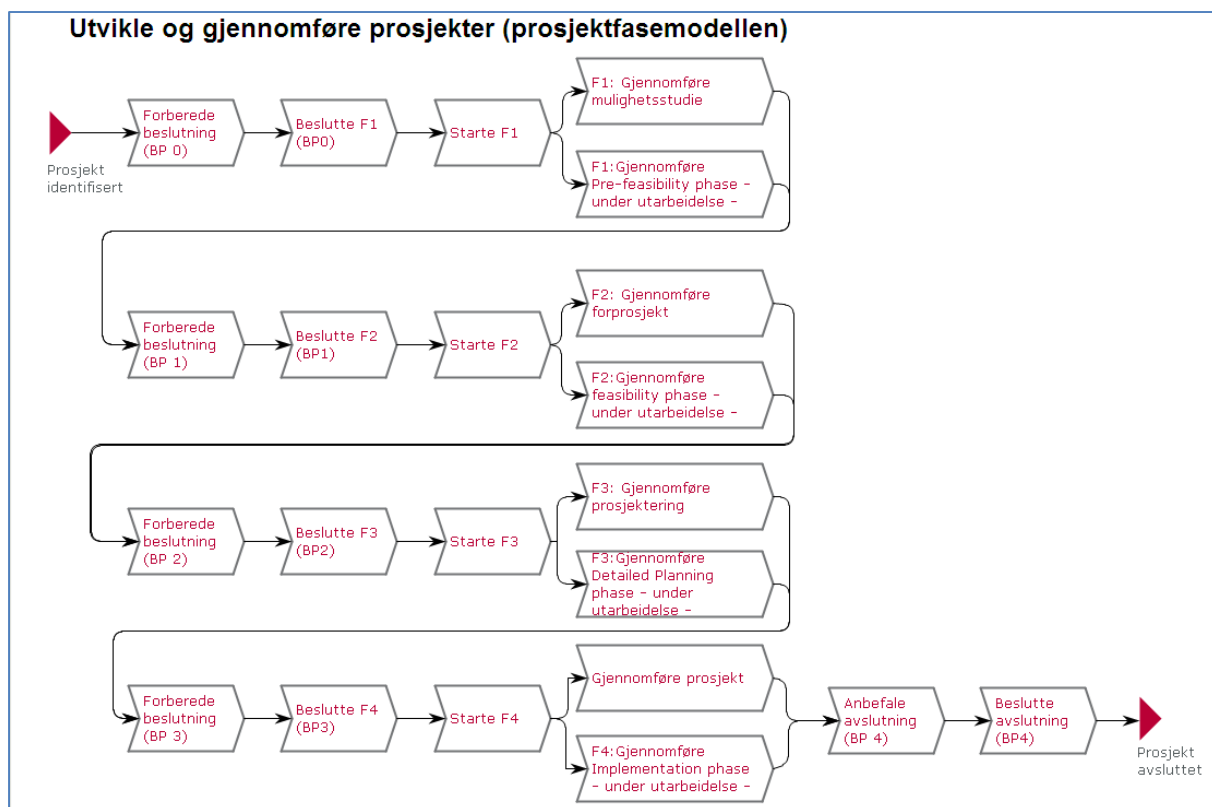 Utvikle og gjennomføre prosjekter (prosjektfasemodellen)
Prosjekt
identifisert
Forberede
beslutning
(BP 0)
Beslutte F1
(BP0)
Starte F1
F1: Gjennomføre
mulighetsstudie
F1:Gjennomføre
Pre-feasibility phase -
under utarbeidelse -
Forberede
beslutning
(BP 1)
Beslutte F2
(BP1)
Starte F2
F2: Gjennomføre
forprosjekt
F2:Gjennomføre
feasibility phase -
under utarbeidelse -
Forberede
beslutning
(BP 2)
Beslutte F3
(BP2)
Starte F3
F3: Gjennomføre
prosjektering
F3:Gjennomføre
Detailed Planning
phase - under
utarbeidelse -
Forberede
beslutning
(BP 3)
Beslutte F4
(BP3)
Starte F4
Gjennomføre prosjekt
F4:Gjennomføre
Implementation phase
- under utarbeidelse -
Anbefale
avslutning
(BP 4)
Beslutte
avslutning
(BP4)
Prosjekt
avsluttet